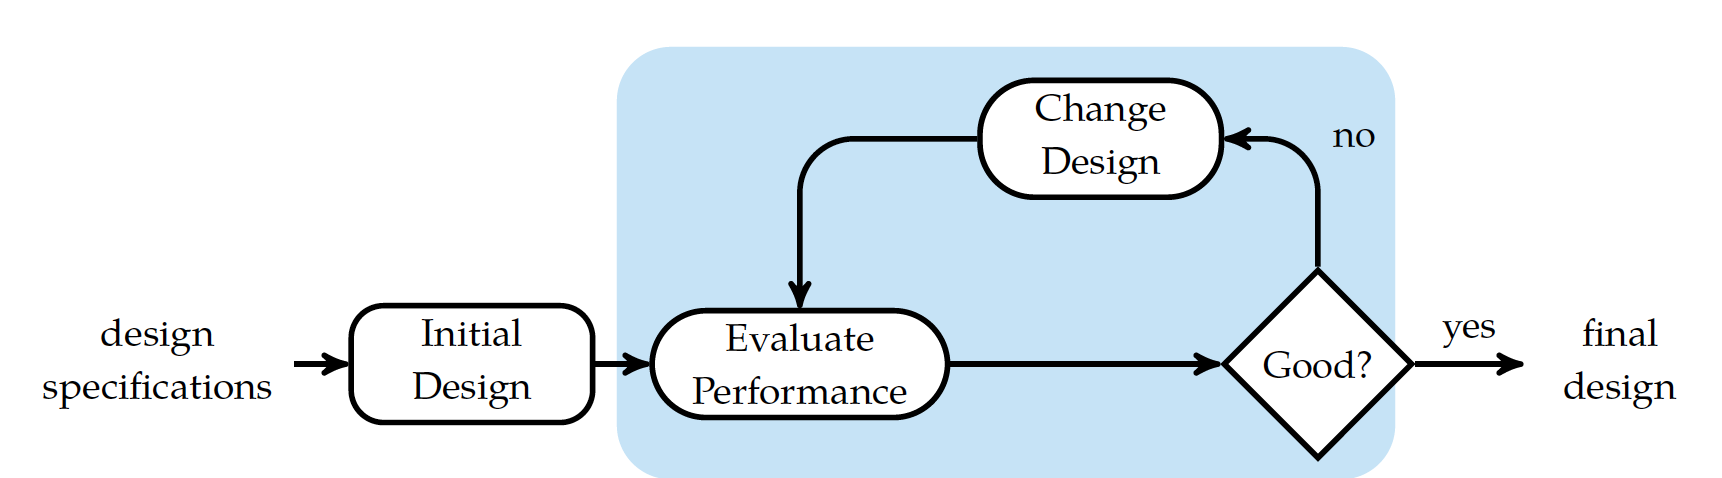 Change
Design
no
design
specifications
Initial
Design
Evaluate
Performance
Good?
yes
final
design